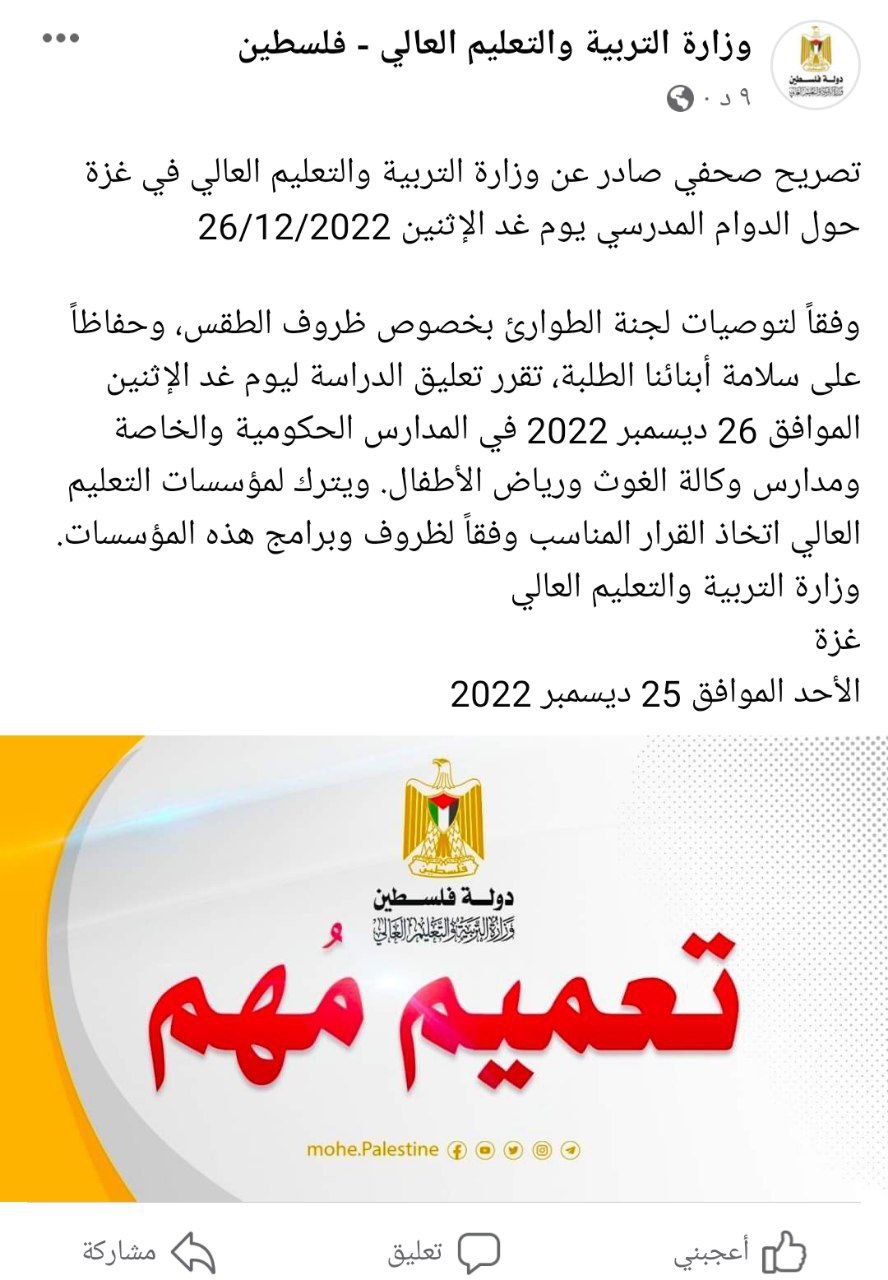 وزارة التربية والتعليم العالي - فلسطين
٩ د ·
دولة فلسطين
تصريح صحفي صادر عن وزارة التربية والتعليم العالي في غزة
حول الدوام المدرسي يوم غد الإثنين 26/12/2022
وفقاً لتوصيات لجنة الطوارئ بخصوص ظروف الطقس، وحفاظاً
على سلامة أبنائنا الطلبة، تقرر تعليق الدراسة ليوم غد الإثنين
الموافق 26 ديسمبر 2022 في المدارس الحكومية والخاصة
ومدارس وكالة الغوث ورياض الأطفال. ويترك لمؤسسات التعليم
العالي اتخاذ القرار المناسب وفقاً لظروف وبرامج هذه المؤسسات.
وزارة التربية والتعليم العالي
غزة
الأحد الموافق 25 ديسمبر 2022
فلسطين
دولة فلسطين
وزارة التربية والتعليم العالي
تعميم مُهم
mohe.Palestine
أعجبني
تعليق
مشاركة